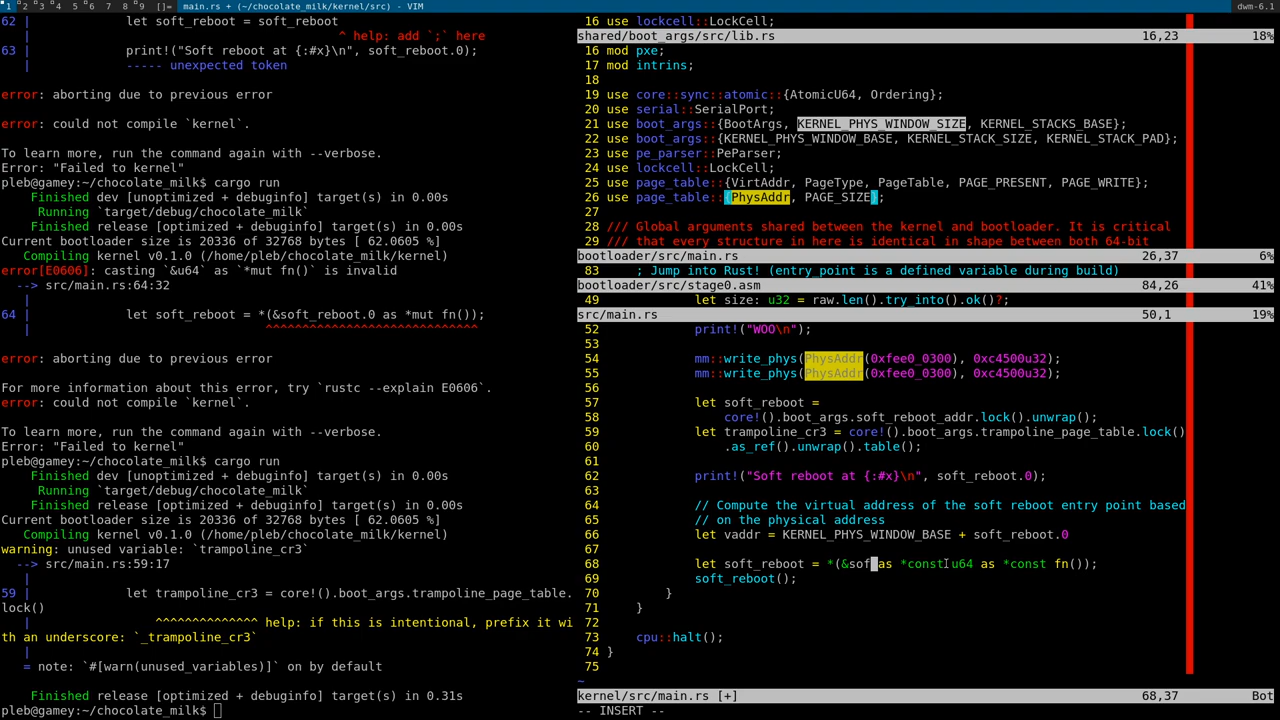 1 2 3 4 5 6 7 8 9 []= main.rs + (~/chocolate_milk/kernel/src) - VIM dwm-6.1
62 | let soft_reboot = soft_reboot
| ^ help: add `;` here
63 | print!("Soft reboot at {:#x}\n", soft_reboot.0);
| ----- unexpected token
error: aborting due to previous error
error: could not compile `kernel`.
To learn more, run the command again with --verbose.
Error: "Failed to kernel"
pleb@gamey:~/chocolate_milk$ cargo run
Finished dev [unoptimized + debuginfo] target(s) in 0.00s
Running `target/debug/chocolate_milk`
Finished release [optimized + debuginfo] target(s) in 0.00s
Current bootloader size is 20336 of 32768 bytes [ 62.0605 %]
Compiling kernel v0.1.0 (/home/pleb/chocolate_milk/kernel)
error[E0606]: casting `&u64` as `*mut fn()` is invalid
--> src/main.rs:64:32
|
64 | let soft_reboot = *(&soft_reboot.0 as *mut fn());
| ^^^^^^^^^^^^^^^^^^^^^^^^^^^^^
error: aborting due to previous error
For more information about this error, try `rustc --explain E0606`.
error: could not compile `kernel`.
To learn more, run the command again with --verbose.
Error: "Failed to kernel"
pleb@gamey:~/chocolate_milk$ cargo run
Finished dev [unoptimized + debuginfo] target(s) in 0.00s
Running `target/debug/chocolate_milk`
Finished release [optimized + debuginfo] target(s) in 0.00s
Current bootloader size is 20336 of 32768 bytes [ 62.0605 %]
Compiling kernel v0.1.0 (/home/pleb/chocolate_milk/kernel)
warning: unused variable: `trampoline_cr3`
--> src/main.rs:59:17
|
59 | let trampoline_cr3 = core!().boot_args.trampoline_page_table.
lock()
| ^^^^^^^^^^^^^^ help: if this is intentional, prefix it wi
th an underscore: `_trampoline_cr3`
|
= note: `#[warn(unused_variables)]` on by default
Finished release [optimized + debuginfo] target(s) in 0.31s
pleb@gamey:~/chocolate_milk$
16 use lockcell::LockCell;
shared/boot_args/src/lib.rs 16,23 18%
16 mod pxe;
17 mod intrins;
18
19 use core::sync::atomic::{AtomicU64, Ordering};
20 use serial::SerialPort;
21 use boot_args::{BootArgs, KERNEL_PHYS_WINDOW_SIZE, KERNEL_STACKS_BASE};
22 use boot_args::{KERNEL_PHYS_WINDOW_BASE, KERNEL_STACK_SIZE, KERNEL_STACK_PAD};
23 use pe_parser::PeParser;
24 use lockcell::LockCell;
25 use page_table::{VirtAddr, PageType, PageTable, PAGE_PRESENT, PAGE_WRITE};
26 use page_table::{PhysAddr, PAGE_SIZE};
27
28 /// Global arguments shared between the kernel and bootloader. It is critical
29 /// that every structure in here is identical in shape between both 64-bit
bootloader/src/main.rs 26,37 6%
83 ; Jump into Rust! (entry_point is a defined variable during build)
bootloader/src/stage0.asm 84,26 41%
49 let size: u32 = raw.len().try_into().ok()?;
src/main.rs 50,1 19%
52 print!("WOO\n");
53
54 mm::write_phys(PhysAddr(0xfee0_0300), 0xc4500u32);
55 mm::write_phys(PhysAddr(0xfee0_0300), 0xc4500u32);
56
57 let soft_reboot =
58 core!().boot_args.soft_reboot_addr.lock().unwrap();
59 let trampoline_cr3 = core!().boot_args.trampoline_page_table.lock()
60 .as_ref().unwrap().table();
61
62 print!("Soft reboot at {:#x}\n", soft_reboot.0);
63
64 // Compute the virtual address of the soft reboot entry point based
65 // on the physical address
66 let vaddr = KERNEL_PHYS_WINDOW_BASE + soft_reboot.0
67
68 let soft_reboot = *(&sof as *const u64 as *const fn());
69 soft_reboot();
70 }
71 }
72
73 cpu::halt();
74 }
75
~
kernel/src/main.rs [+] 68,37 Bot
-- INSERT --